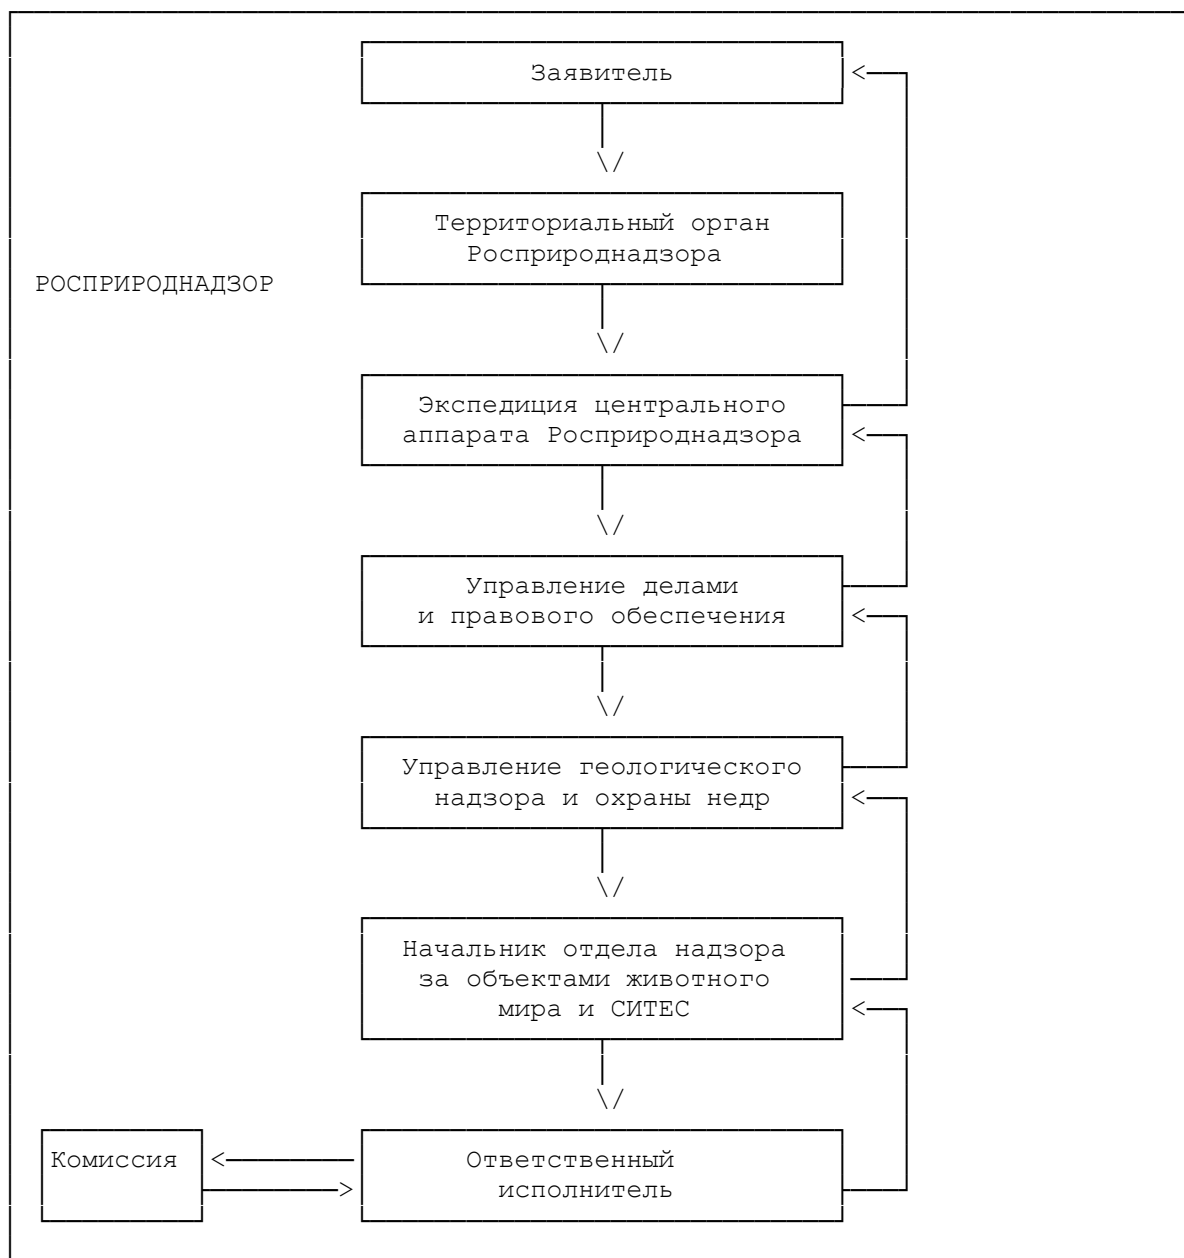 Заявитель
Территориальный орган
Росприроднадзора
РОСПРИРОДНАДЗОР
Экспедиция центрального
аппарата Росприроднадзора
Управление делами
и правового обеспечения
Управление геологического
надзора и охраны недр
Начальник отдела надзора
за объектами животного
мира и СИТЕС
Комиссия
Ответственный
исполнитель